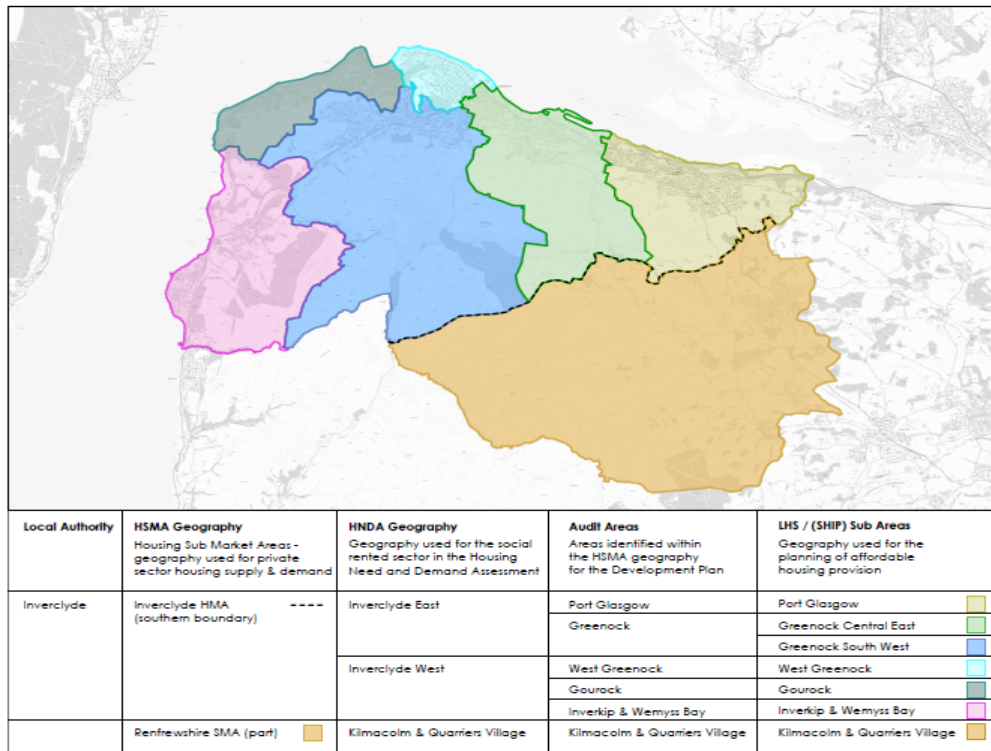 Local Authority
HSMA Geography
Housing Sub Market Areas -
geography used for private
sector housing supply & demand
HNDA Geography
Geography used for the social
rented sector in the Housing
Need and Demand Assessment
Audit Areas
Areas identified within
the HSMA geography
for the Development Plan
LHS / (SHIP) Sub Areas
Geography used for the
planning of affordable
housing provision
Inverclyde
Inverclyde HMA
(southern boundary)
Inverclyde East
Port Glasgow
Port Glasgow
Greenock
Greenock Central East
Greenock South West
Inverclyde West
West Greenock
West Greenock
Gourock
Gourock
Inverkip & Wemyss Bay
Inverkip & Wemyss Bay
Renfrewshire SMA (part)
Kilmacolm & Quarriers Village
Kilmacolm & Quarriers Village
Kilmacolm & Quarriers Village